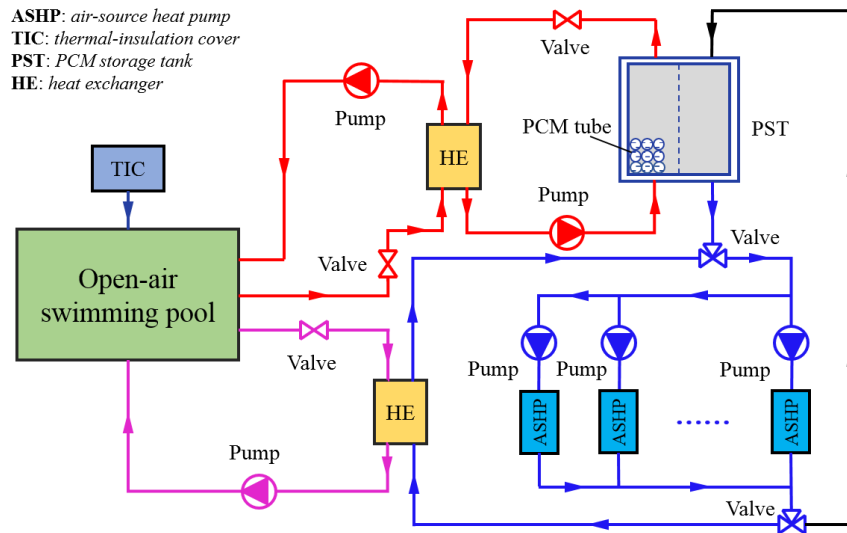 ASHP: air-source heat pump
TIC: thermal-insulation cover
PST: PCM storage tank
HE: heat exchanger
Valve
Pump
PCM tube
PST
HE
TIC
Pump
Valve
Valve
Open-air
swimming pool
Valve
Pump
Pump
Pump
HE
ASHP
ASHP
ASHP
Pump
Valve